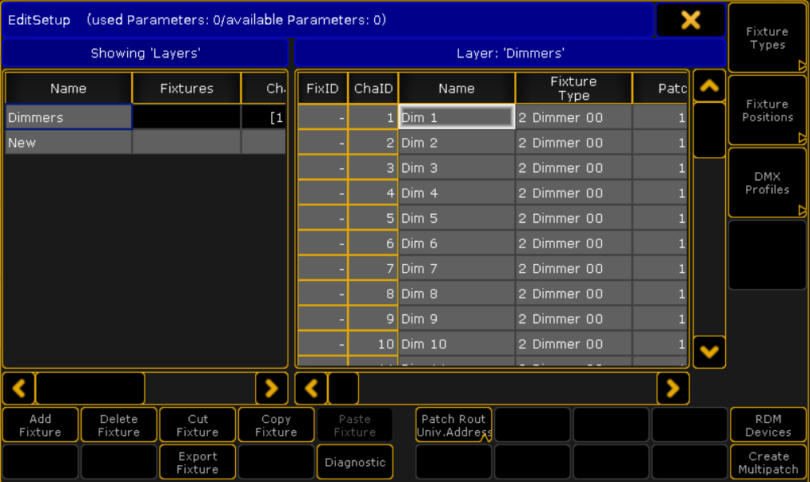 EditSetup (used Parameters: 0/available Parameters: 0)
Fixture
Types
Showing 'Layers'
Layer: 'Dimmers'
Name Fixtures Ch
FixID ChaID Name Fixture Type Patc
Dimmers [1
New
- 1 Dim 1 2 Dimmer 00 1
- 2 Dim 2 2 Dimmer 00 1
- 3 Dim 3 2 Dimmer 00 1
- 4 Dim 4 2 Dimmer 00 1
- 5 Dim 5 2 Dimmer 00 1
- 6 Dim 6 2 Dimmer 00 1
- 7 Dim 7 2 Dimmer 00 1
- 8 Dim 8 2 Dimmer 00 1
- 9 Dim 9 2 Dimmer 00 1
- 10 Dim 10 2 Dimmer 00 1
Fixture
Positions
DMX
Profiles
Add
Fixture
Delete
Fixture
Cut
Fixture
Copy
Fixture
Paste
Fixture
Patch Rout
Univ.Address
RDM
Devices
Export
Fixture
Diagnostic
Create
Multipatch